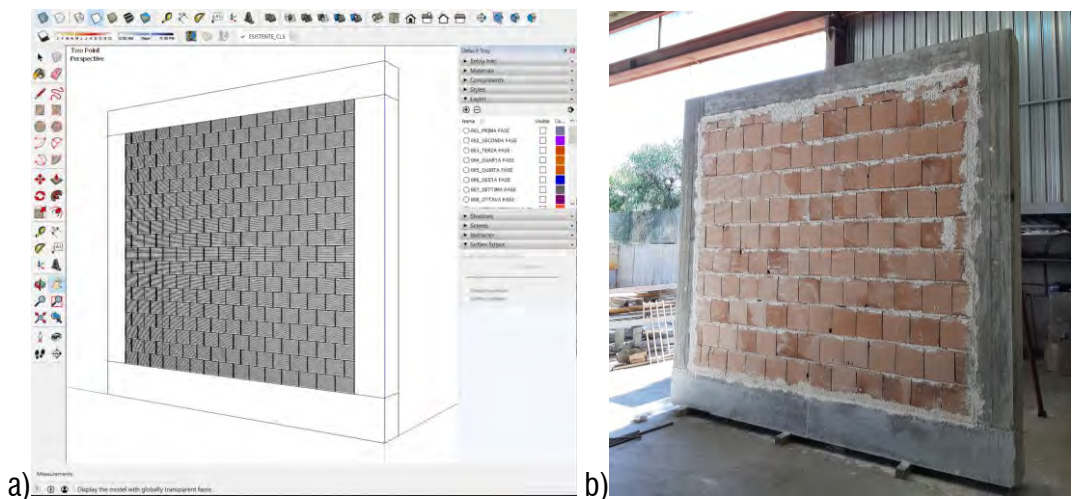 EXISTENTE_CLS
Two Point
Perspective
Default Tray
Entity Info
Materials
Components
Styles
Layers
Name
Visible
Co...
001_PRIMA FASE
002_SECONDA FASE
003_TERZA FASE
004_QUARTA FASE
005_QUINTA FASE
006_SESTA FASE
007_SETTIMA FASE
008_OTTAVA FASE
Shadows
Scenes
Instructor
Soften Edges
Measurements
Display the model with globally transparent faces.
a)
b)